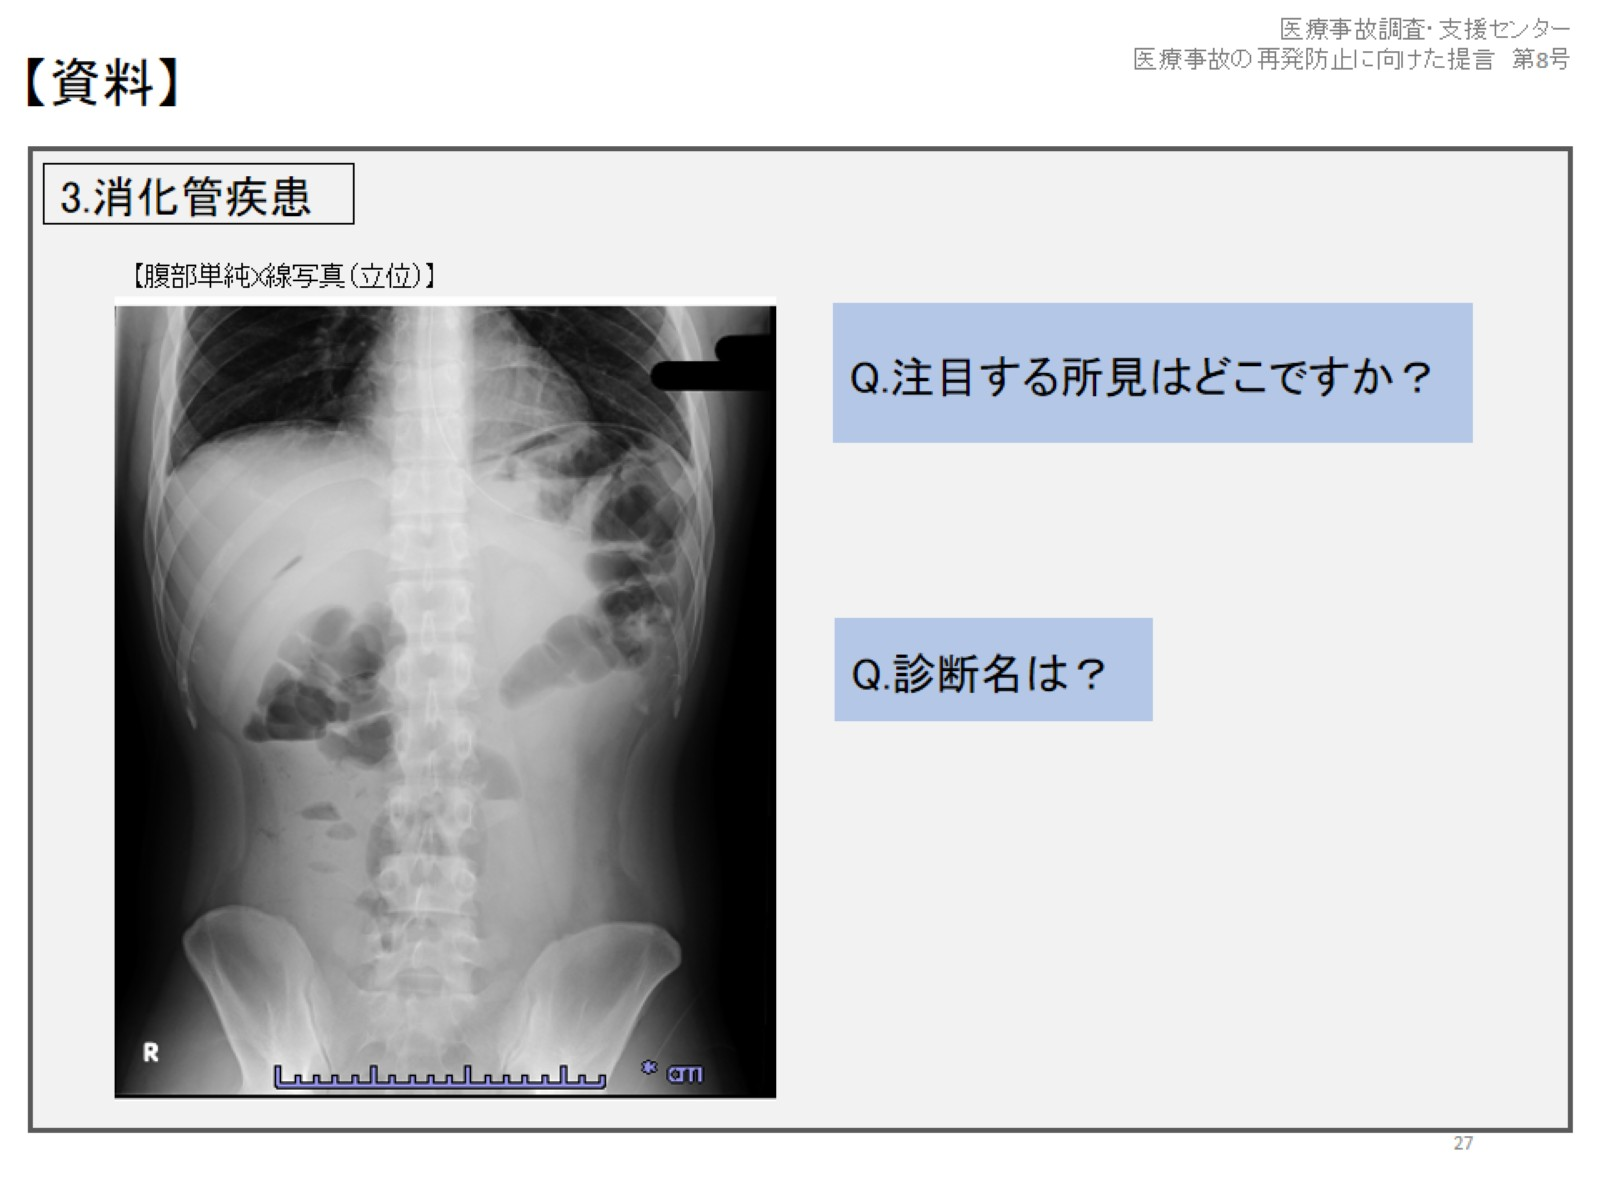 医療事故調査・支援センター
医療事故の再発防止に向けた提言 第8号
【資料】
3.消化管疾患
【腹部単純X線写真(立位)】
Q.注目する所見はどこですか？
Q.診断名は？
R
* cm
27